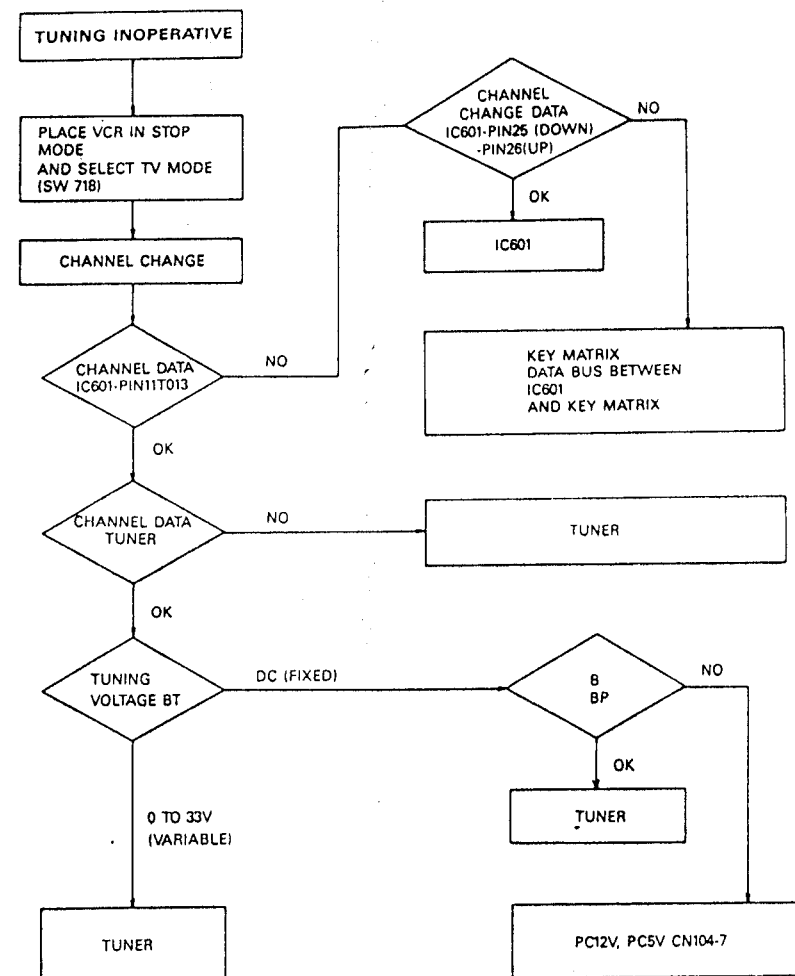 TUNING INOPERATIVE
PLACE VCR IN STOP
MODE
AND SELECT TV MODE
(SW 718)
CHANNEL CHANGE
CHANNEL DATA
IC601-PIN11T013
NO
CHANNEL
CHANGE DATA
IC601-PIN25 (DOWN)
-PIN26(UP)
NO
OK
IC601
KEY MATRIX
DATA BUS BETWEEN
IC601
AND KEY MATRIX
OK
CHANNEL DATA
TUNER
NO
TUNER
OK
TUNING
VOLTAGE BT
DC (FIXED)
B
BP
NO
OK
TUNER
0 TO 33V
(VARIABLE)
TUNER
PC12V, PC5V CN104-7